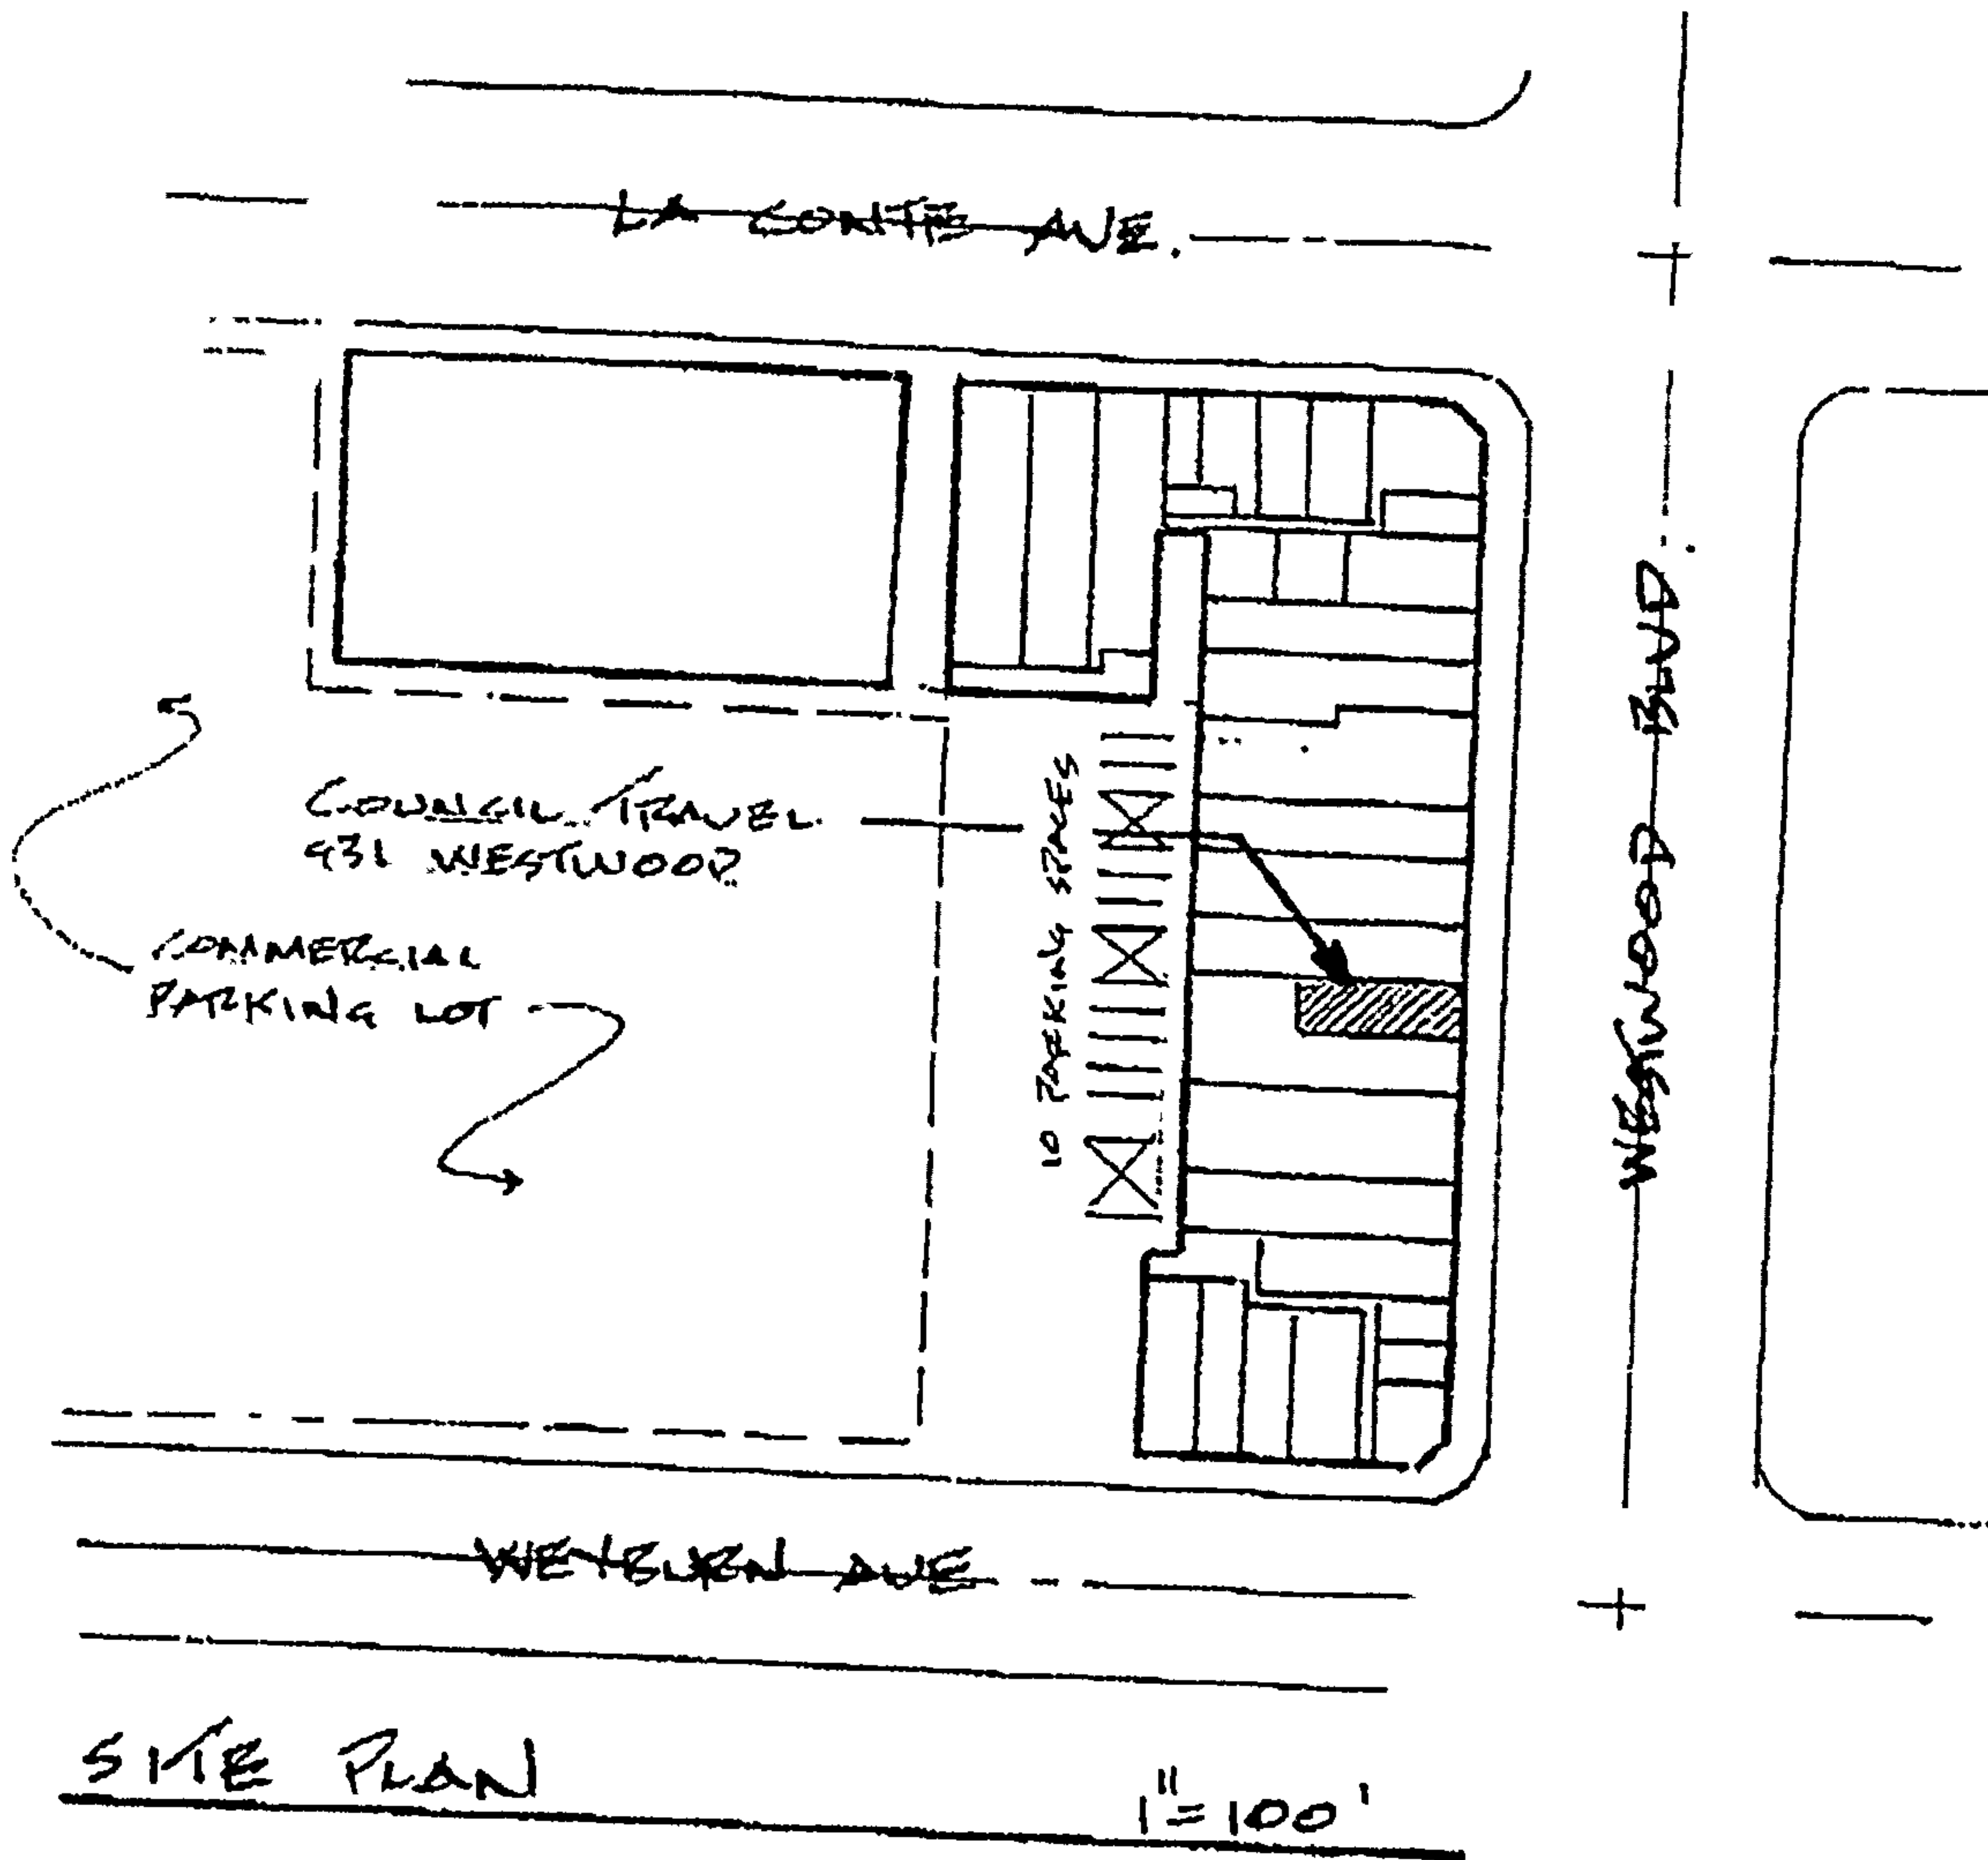 LA CONTE AVE.
WESTWOOD BLVD.
COUNCIL TRAVEL
931 WESTWOOD
10 PARKING SPACES
COMMERCIAL
PARKING LOT
WEYBURN AVE
SITE PLAN
1"=100'